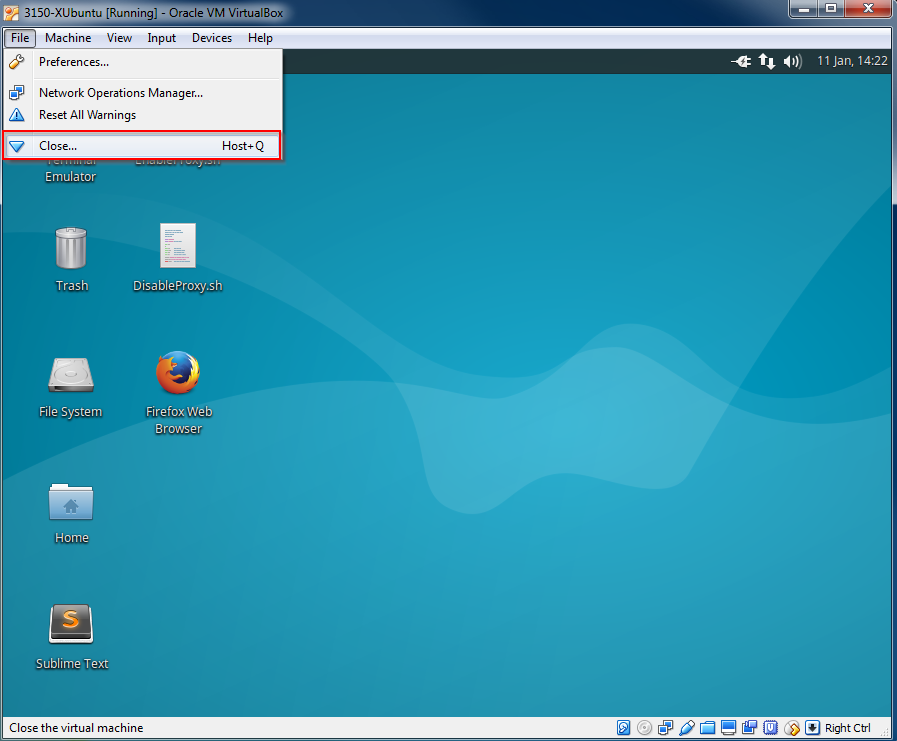 3150-XUbuntu [Running] - Oracle VM VirtualBox
File Machine View Input Devices Help
Preferences...
11 Jan, 14:22
Network Operations Manager...
Reset All Warnings
Close... Host+Q
Terminal
Emulator
EnableProxy.sh
Trash
DisableProxy.sh
File System
Firefox Web
Browser
Home
S
Sublime Text
Close the virtual machine
Right Ctrl